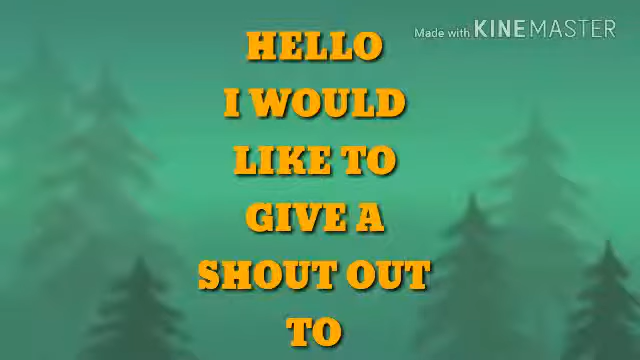 Made with KINEMASTER
HELLO
I WOULD
LIKE TO
GIVE A
SHOUT OUT
TO